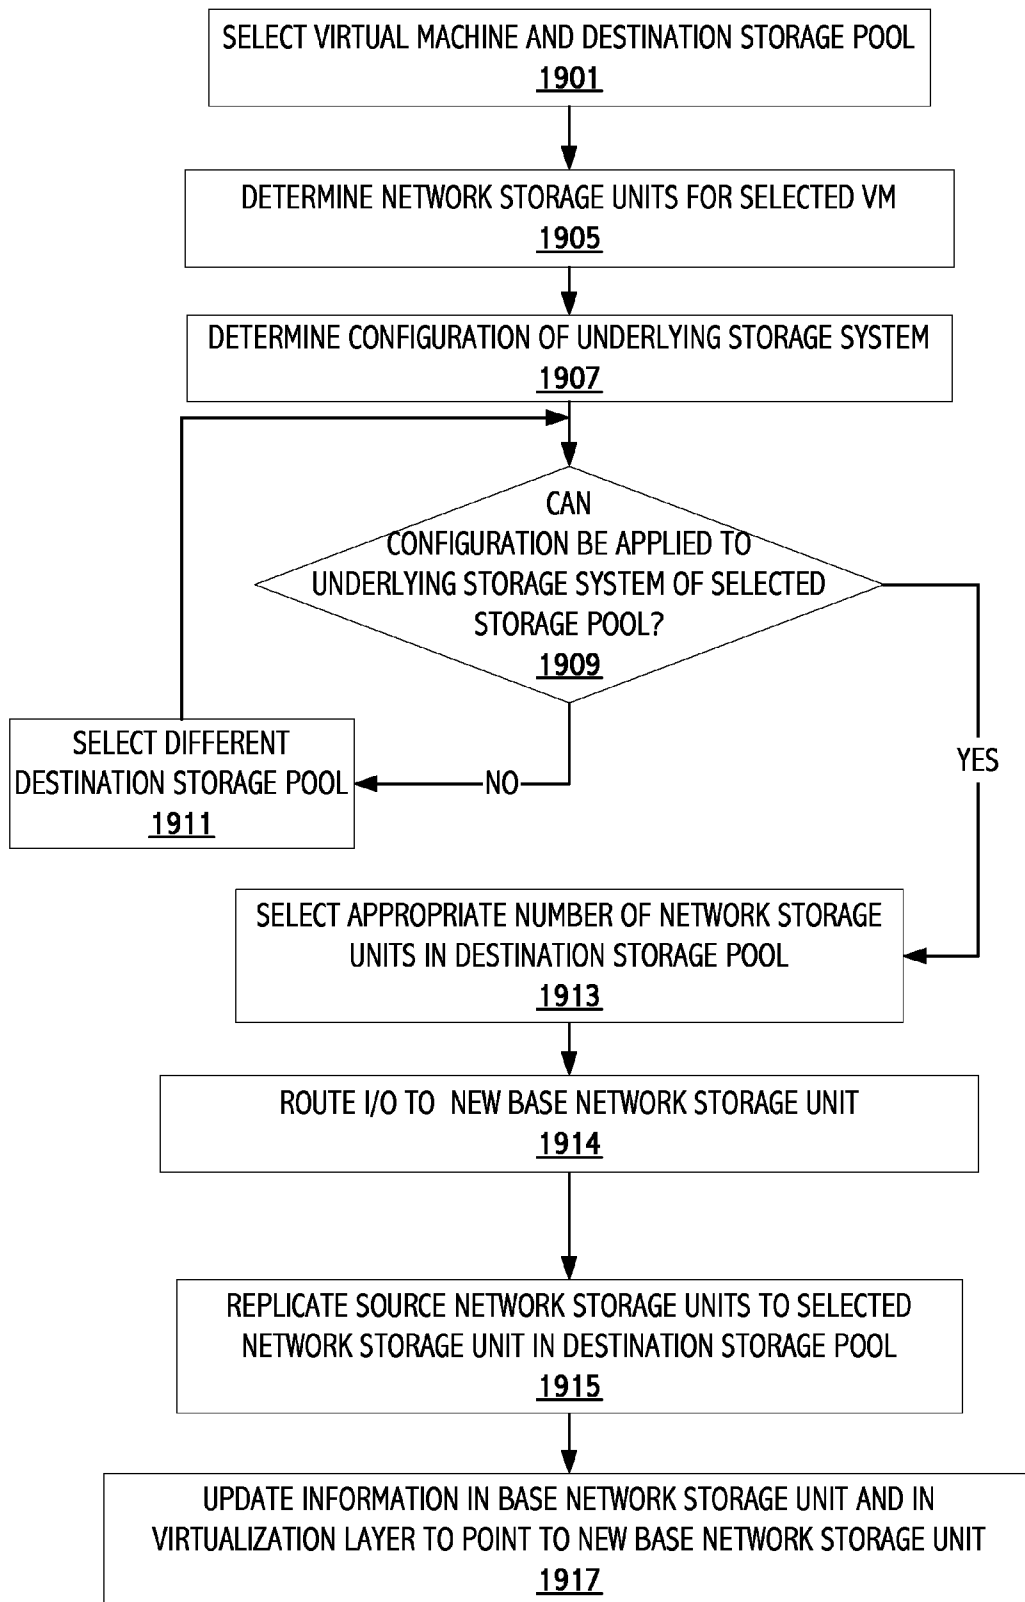 SELECT VIRTUAL MACHINE AND DESTINATION STORAGE POOL
1901
DETERMINE NETWORK STORAGE UNITS FOR SELECTED VM
1905
DETERMINE CONFIGURATION OF UNDERLYING STORAGE SYSTEM
1907
CAN
CONFIGURATION BE APPLIED TO
UNDERLYING STORAGE SYSTEM OF SELECTED
STORAGE POOL?
1909
SELECT DIFFERENT
DESTINATION STORAGE POOL
1911
NO
YES
SELECT APPROPRIATE NUMBER OF NETWORK STORAGE
UNITS IN DESTINATION STORAGE POOL
1913
ROUTE I/O TO NEW BASE NETWORK STORAGE UNIT
1914
REPLICATE SOURCE NETWORK STORAGE UNITS TO SELECTED
NETWORK STORAGE UNIT IN DESTINATION STORAGE POOL
1915
UPDATE INFORMATION IN BASE NETWORK STORAGE UNIT AND IN
VIRTUALIZATION LAYER TO POINT TO NEW BASE NETWORK STORAGE UNIT
1917